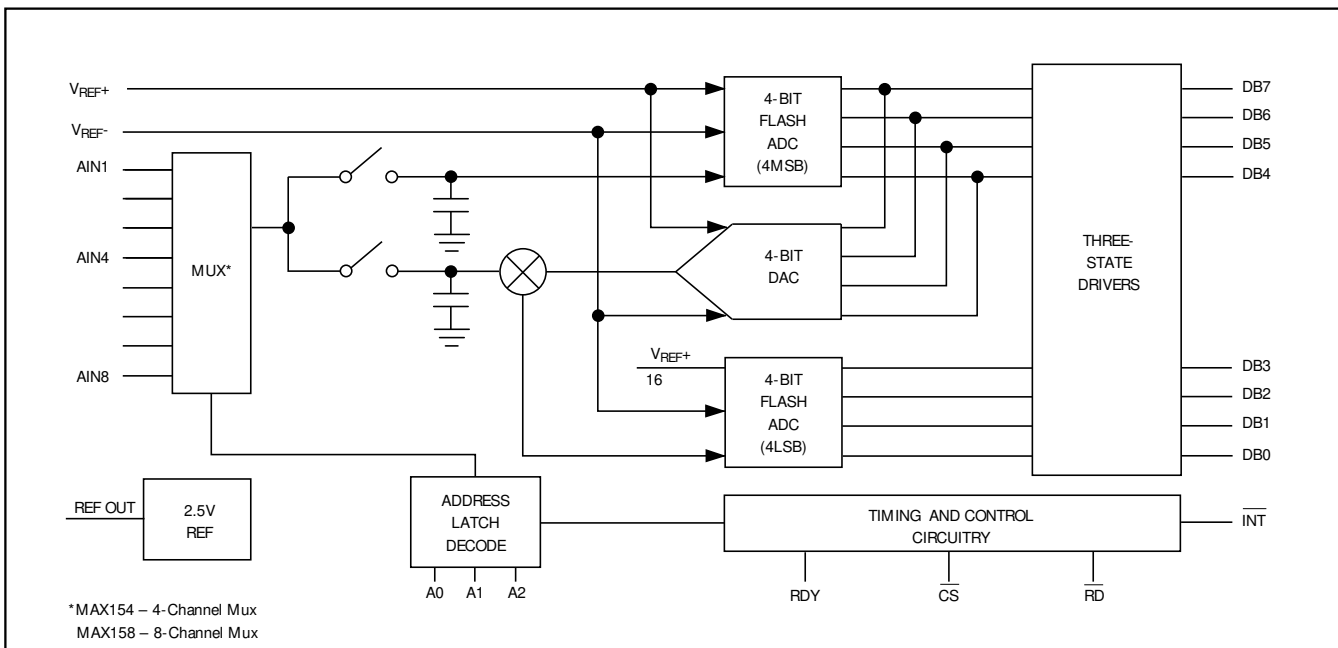 VREF+
VREF-
AIN1
AIN4
AIN8
MUX*
4-BIT
FLASH
ADC
(4MSB)
4-BIT
DAC
VREF+
16
4-BIT
FLASH
ADC
(4LSB)
THREE-
STATE
DRIVERS
DB7
DB6
DB5
DB4
DB3
DB2
DB1
DB0
REF OUT
2.5V
REF
ADDRESS
LATCH
DECODE
A0 A1 A2
TIMING AND CONTROL
CIRCUITRY
INT
RDY CS RD
*MAX154 – 4-Channel Mux
MAX158 – 8-Channel Mux